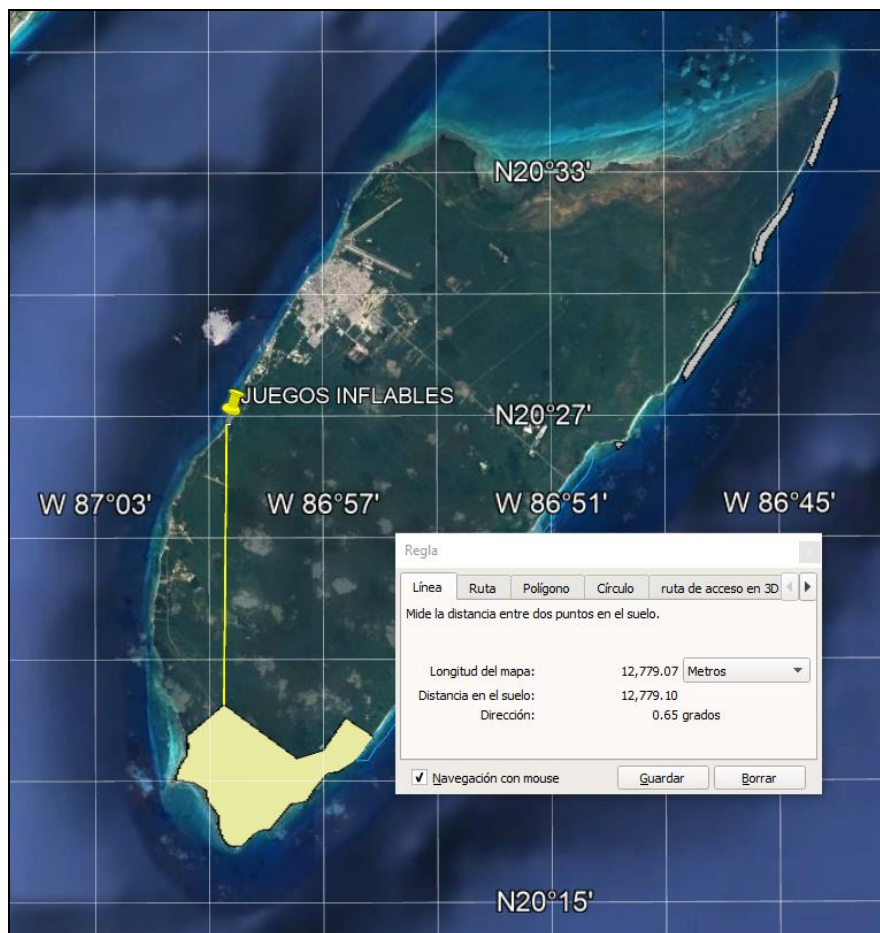 N20°33'
JUEGOS INFLABLES
N20°27'
W 87°03'
W 86°57'
W 86°51'
W 86°45'
Regla
Línea
Ruta
Polígono
Círculo
ruta de acceso en 3D
Mide la distancia entre dos puntos en el suelo.
Longitud del mapa: 12,779.07 Metros
Distancia en el suelo: 12,779.10
Dirección: 0.65 grados
Navegación con mouse
Guardar
Borrar
N20°15'